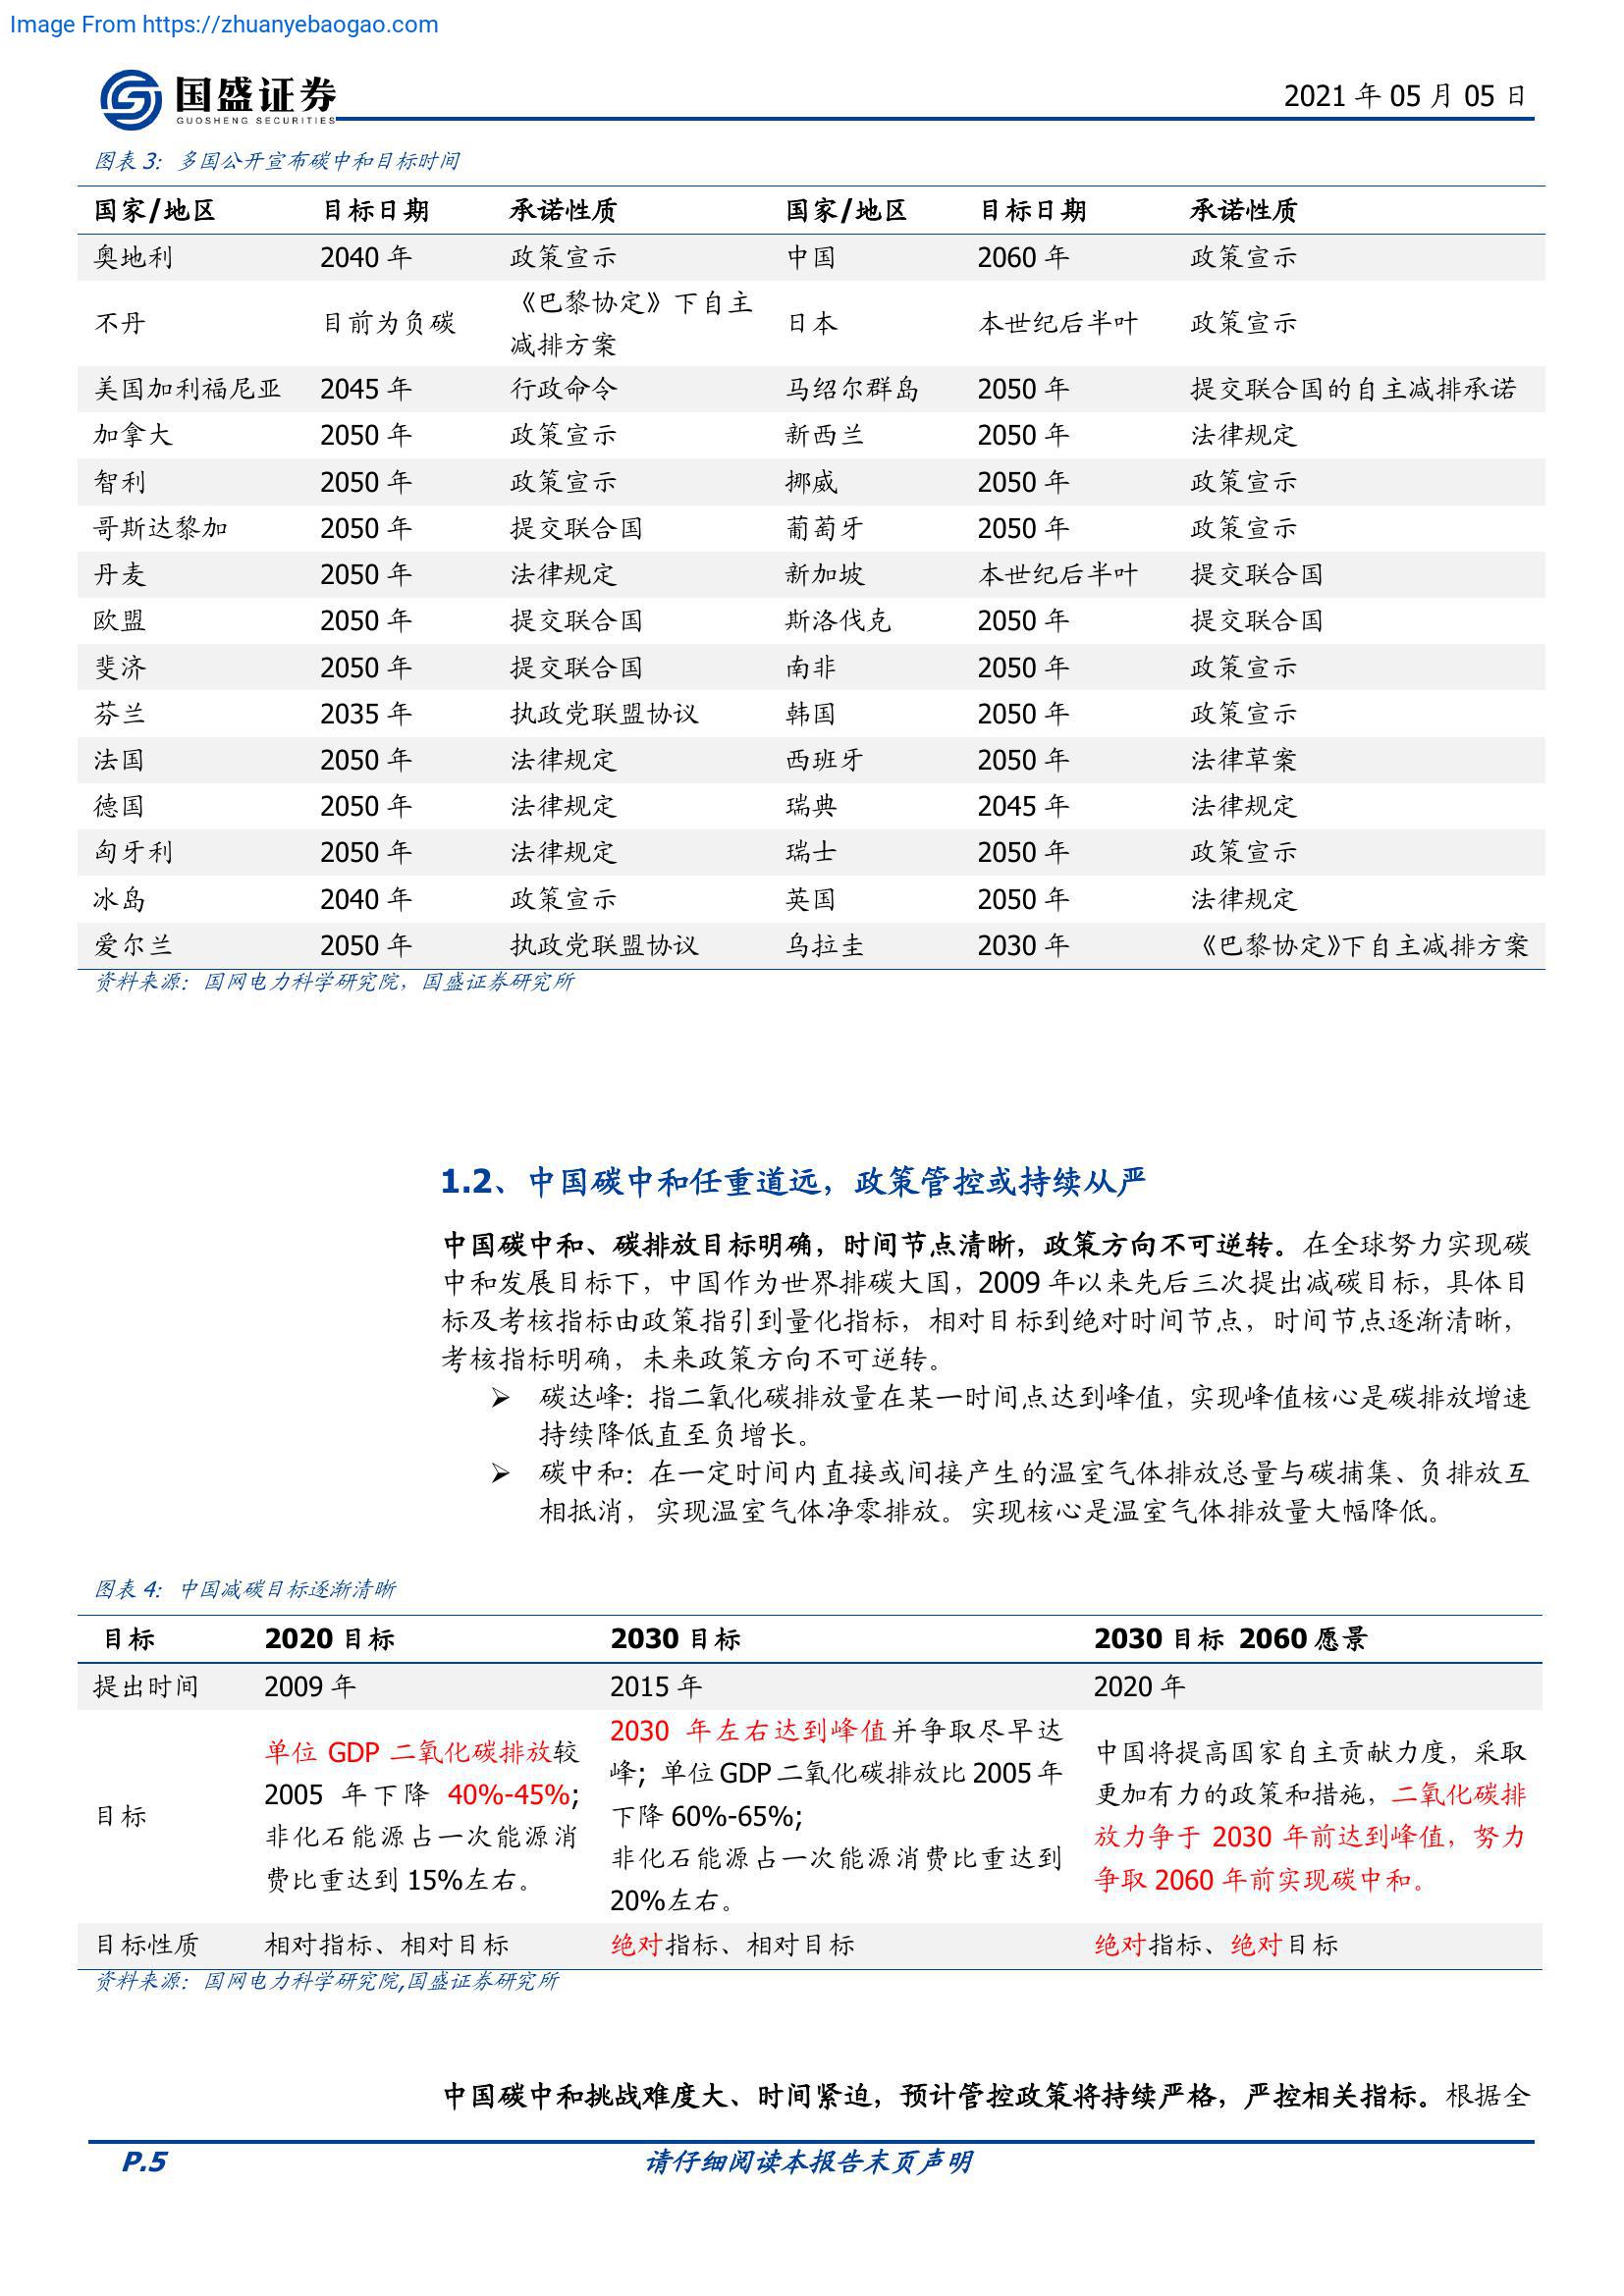 Image From https://zhuanyebaogao.com
国盛证券
GUOSHENG SECURITIES
2021 年 05 月 05 日
图表 3：多国公开宣布碳中和目标时间
国家/地区 目标日期 承诺性质 国家/地区 目标日期 承诺性质
奥地利 2040 年 政策宣示 中国 2060 年 政策宣示
不丹 目前为负碳 《巴黎协定》下自主 日本 本世纪后半叶 政策宣示
减排方案
美国加利福尼亚 2045 年 行政命令 马绍尔群岛 2050 年 提交联合国的自主减排承诺
加拿大 2050 年 政策宣示 新西兰 2050 年 法律规定
智利 2050 年 政策宣示 挪威 2050 年 政策宣示
哥斯达黎加 2050 年 提交联合国 葡萄牙 2050 年 政策宣示
丹麦 2050 年 法律规定 新加坡 本世纪后半叶 提交联合国
欧盟 2050 年 提交联合国 斯洛伐克 2050 年 提交联合国
斐济 2050 年 提交联合国 南非 2050 年 政策宣示
芬兰 2035 年 执政党联盟协议 韩国 2050 年 政策宣示
法国 2050 年 法律规定 西班牙 2050 年 法律草案
德国 2050 年 法律规定 瑞典 2045 年 法律规定
匈牙利 2050 年 法律规定 瑞士 2050 年 政策宣示
冰岛 2040 年 政策宣示 英国 2050 年 法律规定
爱尔兰 2050 年 执政党联盟协议 乌拉圭 2030 年 《巴黎协定》下自主减排方案
资料来源：国网电力科学研究院，国盛证券研究所
1.2、中国碳中和任重道远，政策管控或持续从严
中国碳中和、碳排放目标明确，时间节点清晰，政策方向不可逆转。在全球努力实现碳
中和发展目标下，中国作为世界排碳大国，2009 年以来先后三次提出减碳目标，具体目
标及考核指标由政策指引到量化指标，相对目标到绝对时间节点，时间节点逐渐清晰，
考核指标明确，未来政策方向不可逆转。
➢ 碳达峰：指二氧化碳排放量在某一时间点达到峰值，实现峰值核心是碳排放增速
持续降低直至负增长。
➢ 碳中和：在一定时间内直接或间接产生的温室气体排放总量与碳捕集、负排放互
相抵消，实现温室气体净零排放。实现核心是温室气体排放量大幅降低。
图表 4：中国减碳目标逐渐清晰
目标 2020 目标 2030 目标 2030 目标 2060 愿景
提出时间 2009 年 2015 年 2020 年
目标
单位 GDP 二氧化碳排放较
2005 年下降 40%-45%；
非化石能源占一次能源消
费比重达到 15%左右。
2030 年左右达到峰值并争取尽早达
峰；单位 GDP 二氧化碳排放比 2005 年
下降 60%-65%；
非化石能源占一次能源消费比重达到
20%左右。
中国将提高国家自主贡献力度，采取
更加有力的政策和措施，二氧化碳排
放力争于 2030 年前达到峰值，努力
争取 2060 年前实现碳中和。
目标性质 相对指标、相对目标 绝对指标、相对目标 绝对指标、绝对目标
资料来源：国网电力科学研究院,国盛证券研究所
中国碳中和挑战难度大、时间紧迫，预计管控政策将持续严格，严控相关指标。根据全
P.5 请仔细阅读本报告末页声明